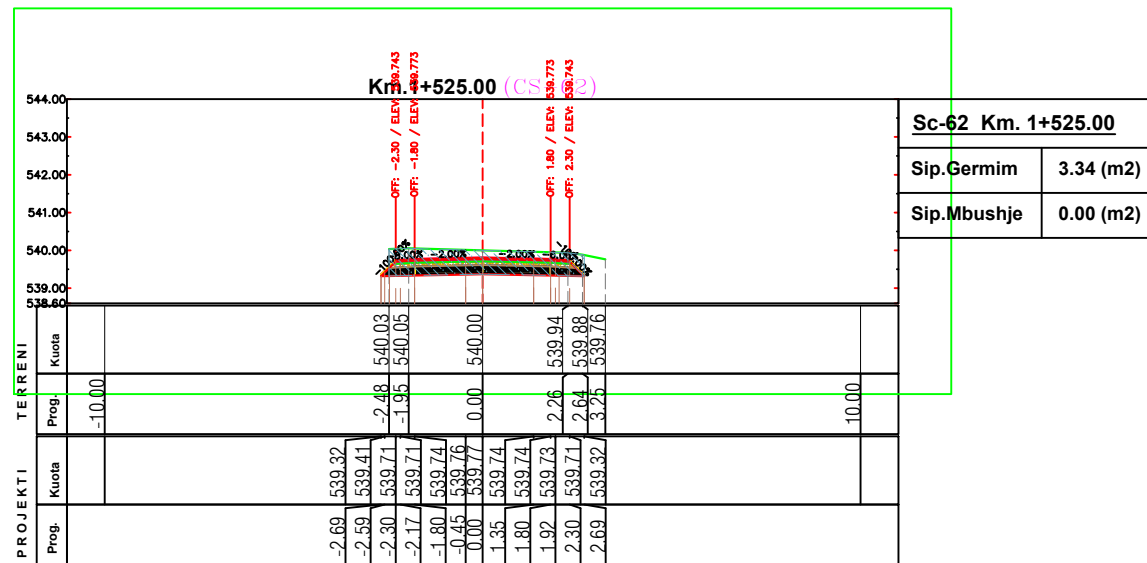 Km.1+525.00 (CS-62)
OFF: -2.30 / ELEV: 539.743
OFF: -1.80 / ELEV: 539.773
OFF: 1.80 / ELEV: 539.773
OFF: 2.30 / ELEV: 539.743
544.00
543.00
542.00
541.00
540.00
539.00
538.60
-2.00% -2.00%
Sc-62 Km. 1+525.00
Sip.Germim 3.34 (m2)
Sip.Mbushje 0.00 (m2)
TERRENI
Kuota 540.03 540.05 540.00 539.94 539.88 539.76
Prog. -10.00 -2.48 -1.95 0.00 2.26 2.64 3.25 10.00
PROJEKTI
Kuota 539.32 539.41 539.71 539.71 539.74 539.76 539.77 539.74 539.74 539.73 539.71 539.32
Prog. -2.69 -2.59 -2.30 -2.17 -1.80 -0.45 0.00 1.35 1.80 1.92 2.30 2.69